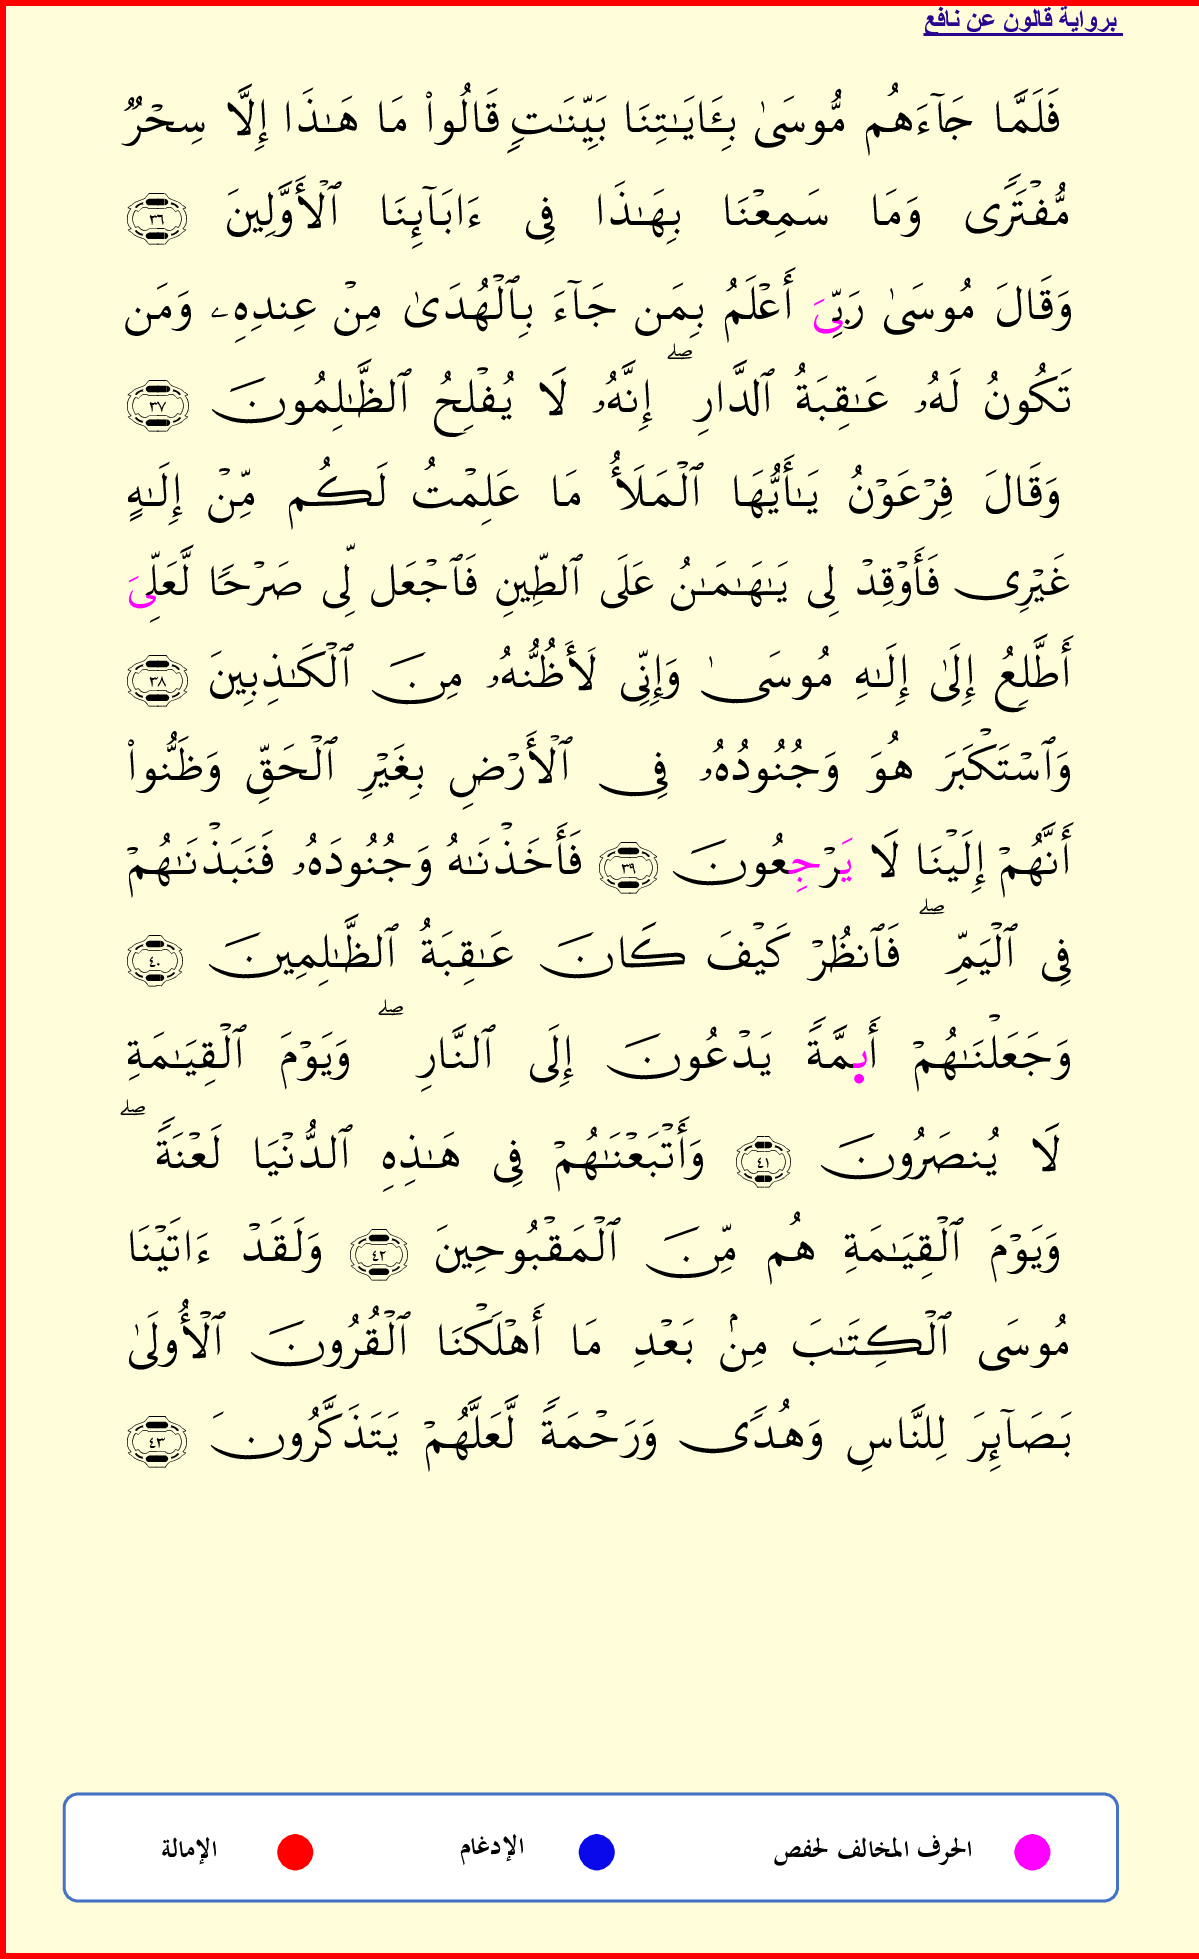 برواية قالون عن نافع
فَلَمَّا جَآءَهُم مُّوسَىٰ بِـَٔايَـٰتِنَا بَيِّنَـٰتٖ قَالُوا۟ مَا هَـٰذَا إِلَّا سِحۡرٞ
مُّفۡتَرٗى وَمَا سَمِعۡنَا بِهَـٰذَا فِى ءَابَآئِنَا ٱلۡأَوَّلِينَ ٣٦
وَقَالَ مُوسَىٰ رَبِّىَ أَعۡلَمُ بِمَن جَآءَ بِٱلۡهُدَىٰ مِنۡ عِندِهِۦ وَمَن
تَكُونُ لَهُۥ عَـٰقِبَةُ ٱلدَّارِۖ إِنَّهُۥ لَا يُفۡلِحُ ٱلظَّـٰلِمُونَ ٣٧
وَقَالَ فِرۡعَوۡنُ يَـٰٓأَيُّهَا ٱلۡمَلَأُ مَا عَلِمۡتُ لَكُم مِّنۡ إِلَـٰهٍ
غَيۡرِى فَأَوۡقِدۡ لِى يَـٰهَـٰمَـٰنُ عَلَى ٱلطِّينِ فَٱجۡعَل لِّى صَرۡحٗا لَّعَلِّىَ
أَطَّلِعُ إِلَىٰ إِلَـٰهِ مُوسَىٰ وَإِنِّى لَأَظُنُّهُۥ مِنَ ٱلۡكَـٰذِبِينَ ٣٨
وَٱسۡتَكۡبَرَ هُوَ وَجُنُودُهُۥ فِى ٱلۡأَرۡضِ بِغَيۡرِ ٱلۡحَقِّ وَظَنُّوا۟
أَنَّهُمۡ إِلَيۡنَا لَا يَرۡجِعُونَ ٣٩ فَأَخَذۡنَـٰهُ وَجُنُودَهُۥ فَنَبَذۡنَـٰهُمۡ
فِى ٱلۡيَمِّۖ فَٱنظُرۡ كَيۡفَ كَانَ عَـٰقِبَةُ ٱلظَّـٰلِمِينَ ٤٠
وَجَعَلۡنَـٰهُمۡ أَىِمَّةٗ يَدۡعُونَ إِلَى ٱلنَّارِۖ وَيَوۡمَ ٱلۡقِيَـٰمَةِ
لَا يُنصَرُونَ ٤١ وَأَتۡبَعۡنَـٰهُمۡ فِى هَـٰذِهِ ٱلدُّنۡيَا لَعۡنَةٗۖ
وَيَوۡمَ ٱلۡقِيَـٰمَةِ هُم مِّنَ ٱلۡمَقۡبُوحِينَ ٤٢ وَلَقَدۡ ءَاتَيۡنَا
مُوسَى ٱلۡكِتَـٰبَ مِنۢ بَعۡدِ مَا أَهۡلَكۡنَا ٱلۡقُرُونَ ٱلۡأُولَىٰ
بَصَآئِرَ لِلنَّاسِ وَهُدٗى وَرَحۡمَةٗ لَّعَلَّهُمۡ يَتَذَكَّرُونَ ٤٣
الحرف المخالف لحفص الإدغام الإمالة